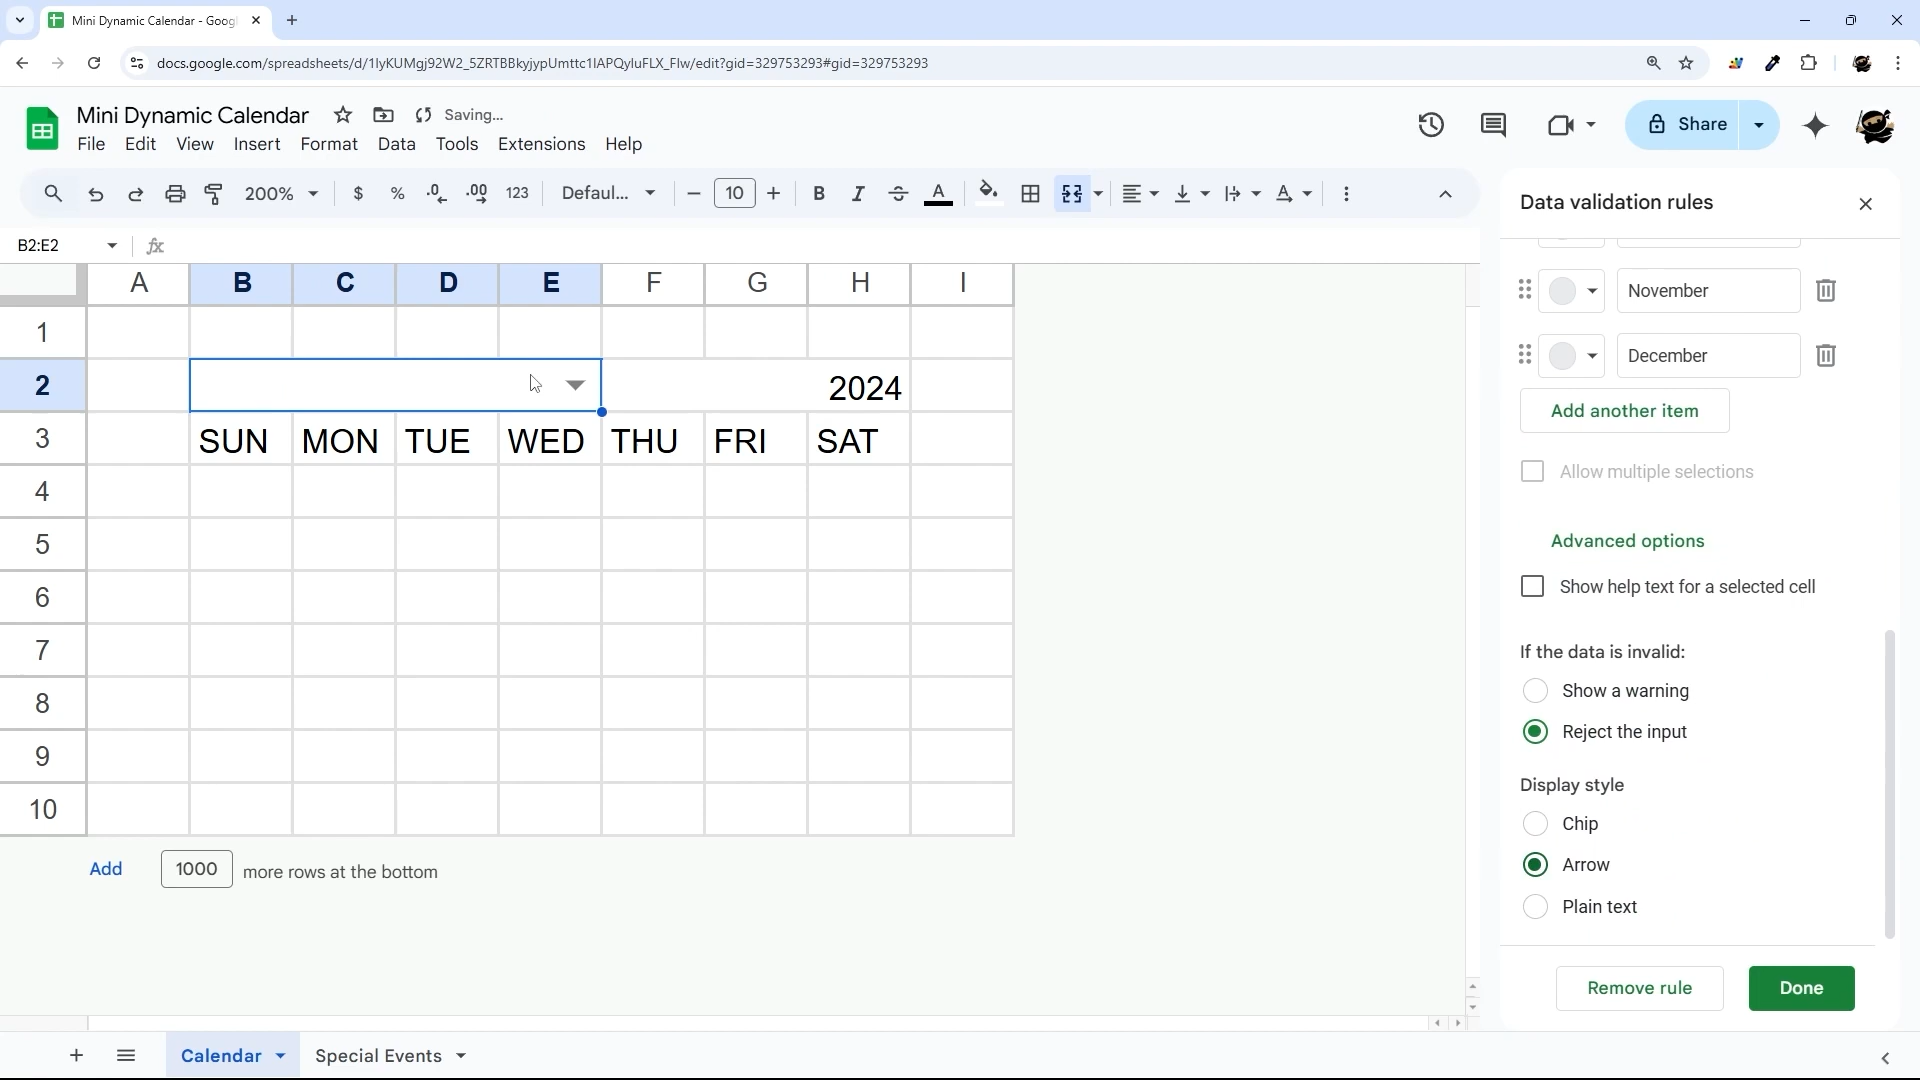 Mini Dynamic Calendar - Goog
docs.google.com/spreadsheets/d/1IyKUMgj92W2_5ZRTBBkyjypUmttc1IAPQyIuFLX_FIw/edit?gid=329753293#gid=329753293
Mini Dynamic Calendar
Saving...
Share
File Edit View Insert Format Data Tools Extensions Help
200% $ % .0 .00 123 Defaul... 10 B I S A
B2:E2 fx
A B C D E F G H I
1
2 2024
3 SUN MON TUE WED THU FRI SAT
4
5
6
7
8
9
10
Add 1000 more rows at the bottom
Calendar Special Events
Data validation rules
November
December
Add another item
Allow multiple selections
Advanced options
Show help text for a selected cell
If the data is invalid:
Show a warning
Reject the input
Display style
Chip
Arrow
Plain text
Remove rule Done